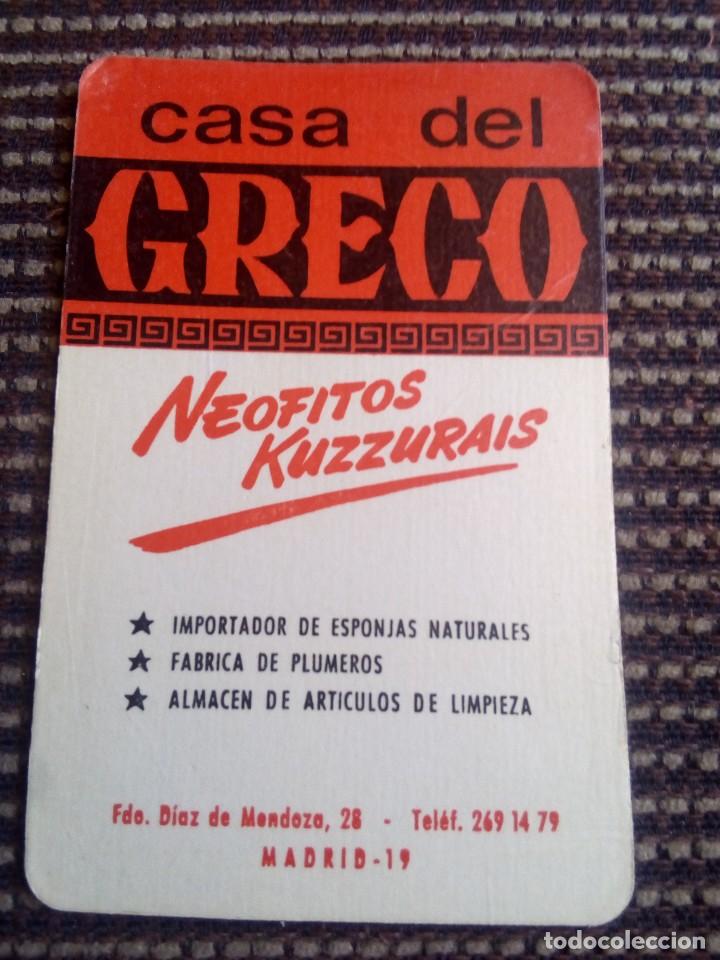 casa del
GRECO
NEOFITOS
KUZZURAIS
★ IMPORTADOR DE ESPONJAS NATURALES
★ FABRICA DE PLUMEROS
★ ALMACEN DE ARTICULOS DE LIMPIEZA
Fdo. Díaz de Mendoza, 28 - Teléf. 269 14 79
MADRID-19
todocoleccion